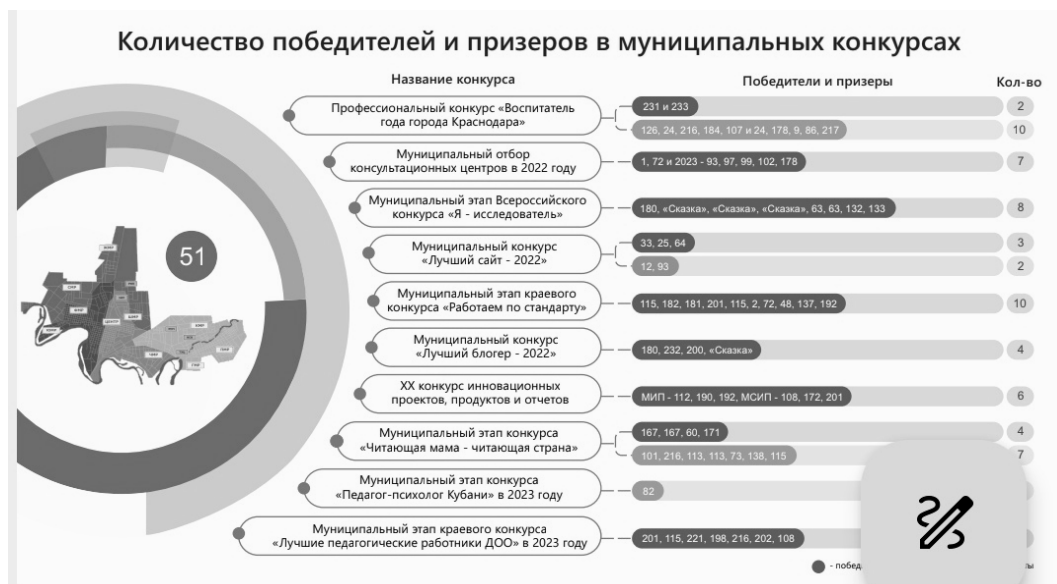 Количество победителей и призеров в муниципальных конкурсах
Название конкурса
Победители и призеры
Кол-во
Профессиональный конкурс «Воспитатель
года города Краснодара»
231 и 233
2
126, 24, 216, 184, 107 и 24, 178, 9, 86, 217
10
Муниципальный отбор
консультационных центров в 2022 году
1, 72 и 2023 - 93, 97, 99, 102, 178
7
Муниципальный этап Всероссийского
конкурса «Я - исследователь»
180, «Сказка», «Сказка», «Сказка», 63, 63, 132, 133
8
51
Муниципальный конкурс
«Лучший сайт - 2022»
33, 25, 64
3
12, 93
2
Муниципальный этап краевого
конкурса «Работаем по стандарту»
115, 182, 181, 201, 115, 2, 72, 48, 137, 192
10
Муниципальный конкурс
«Лучший блогер - 2022»
180, 232, 200, «Сказка»
4
XX конкурс инновационных
проектов, продуктов и отчетов
МИП - 112, 190, 192, МСИП - 108, 172, 201
6
Муниципальный этап конкурса
«Читающая мама - читающая страна»
167, 167, 60, 171
4
101, 216, 113, 113, 73, 138, 115
7
Муниципальный этап конкурса
«Педагог-психолог Кубани» в 2023 году
82
Муниципальный этап краевого конкурса
«Лучшие педагогические работники ДОО» в 2023 году
201, 115, 221, 198, 216, 202, 108